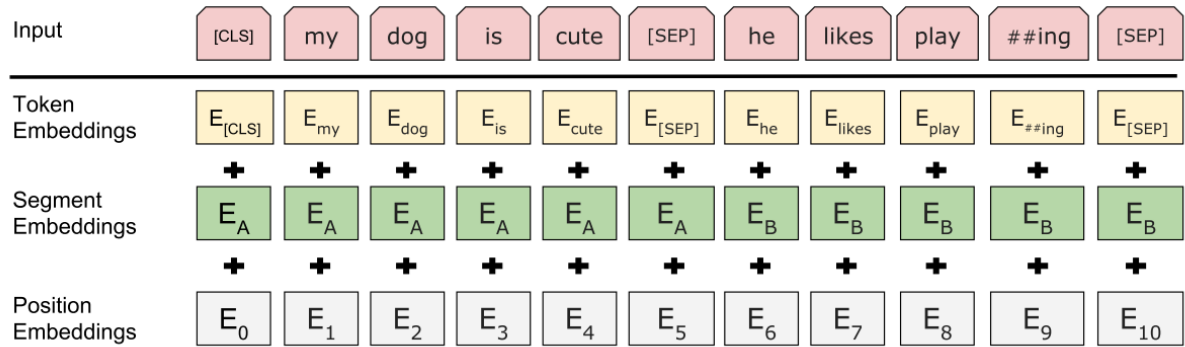 Input [CLS] my dog is cute [SEP] he likes play ##ing [SEP]
Token
Embeddings
E[CLS] Emy Edog Eis Ecute E[SEP] Ehe Elikes Eplay E##ing E[SEP]
+ + + + + + + + + + +
Segment
Embeddings
EA EA EA EA EA EA EB EB EB EB EB
+ + + + + + + + + + +
Position
Embeddings
E0 E1 E2 E3 E4 E5 E6 E7 E8 E9 E10